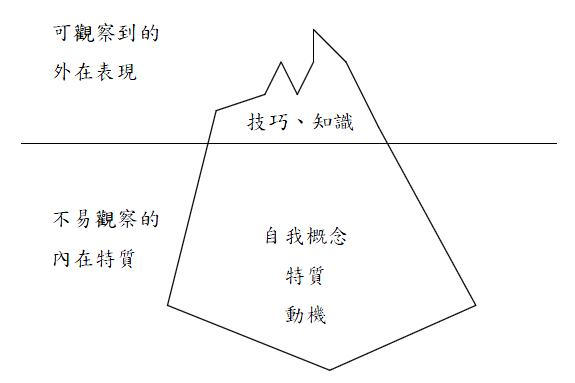 可觀察到的
外在表現
技巧、知識
不易觀察的
內在特質
自我概念
特質
動機